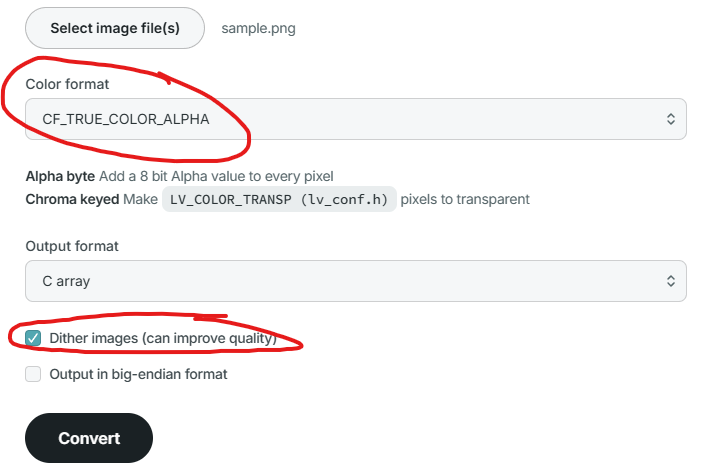 Select image file(s) sample.png
Color format
CF_TRUE_COLOR_ALPHA
Alpha byte Add a 8 bit Alpha value to every pixel
Chroma keyed Make LV_COLOR_TRANSP (lv_conf.h) pixels to transparent
Output format
C array
Dither images (can improve quality)
Output in big-endian format
Convert